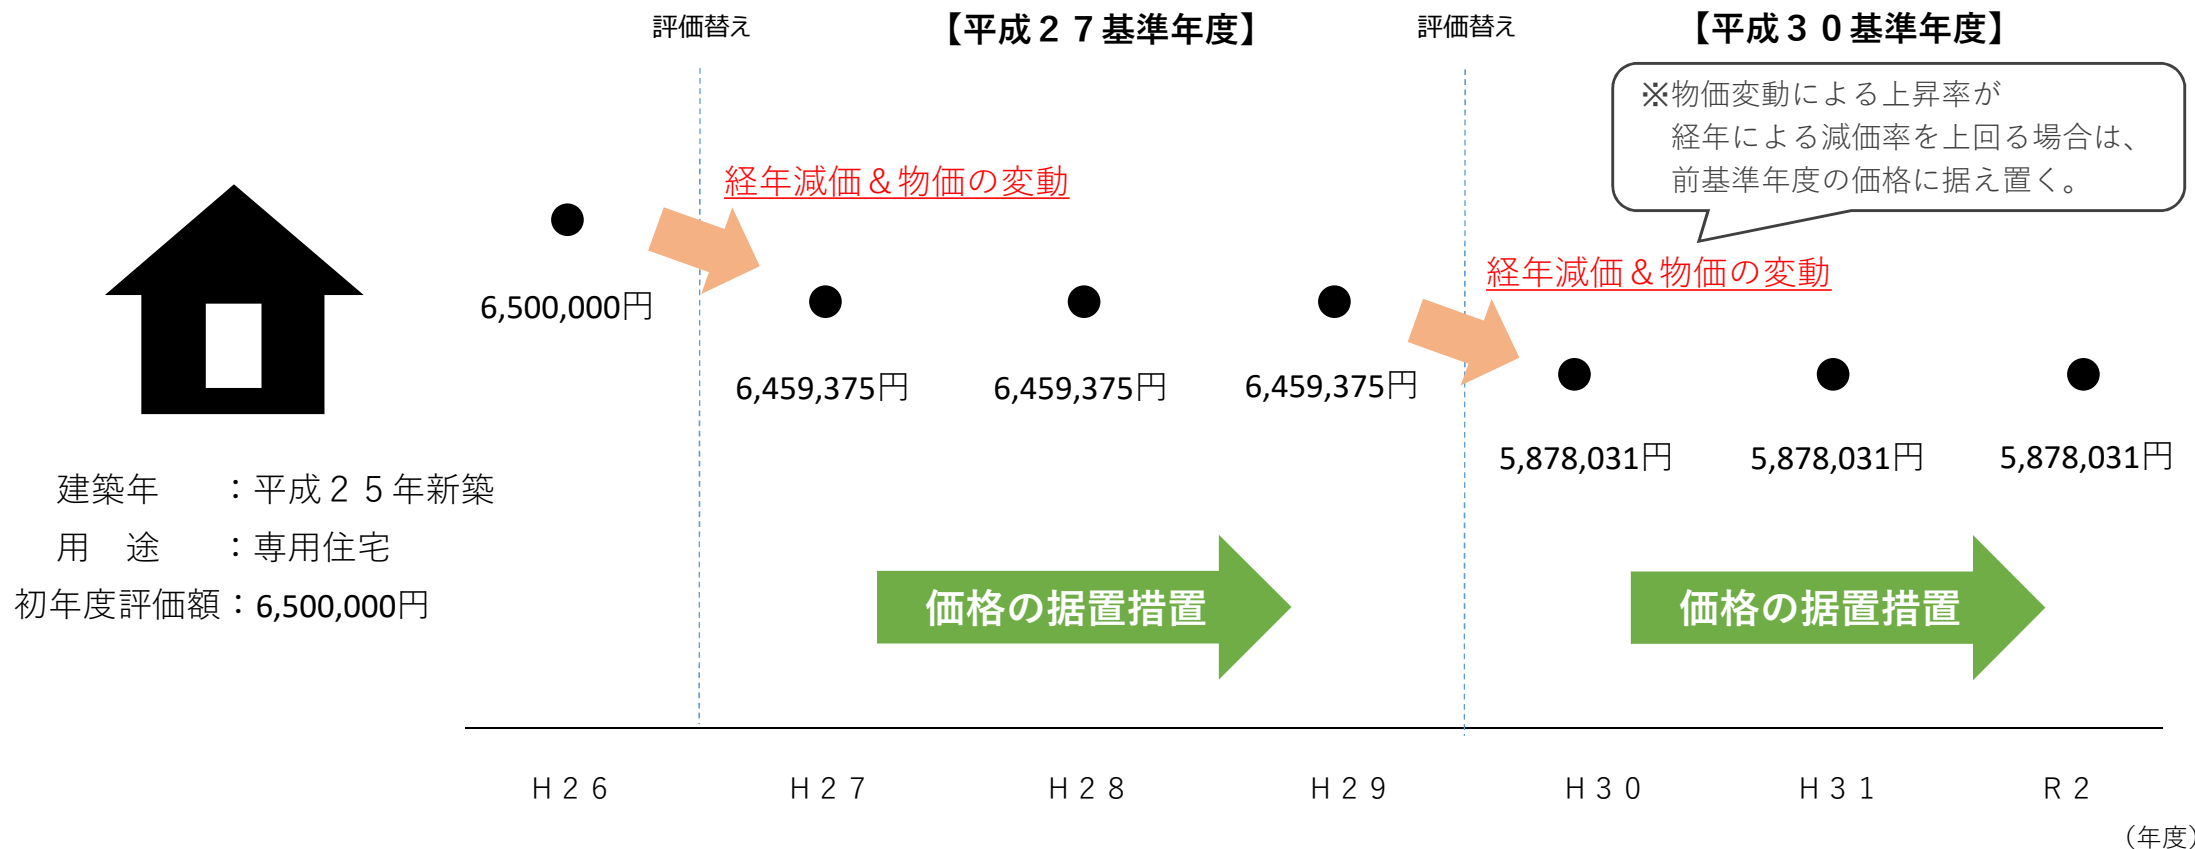 評価替え
【平成２７基準年度】
評価替え
【平成３０基準年度】
※物価変動による上昇率が
経年による減価率を上回る場合は、
前基準年度の価格に据え置く。
経年減価＆物価の変動
経年減価＆物価の変動
6,500,000円
6,459,375円
6,459,375円
6,459,375円
5,878,031円
5,878,031円
5,878,031円
建築年　　：平成２５年新築
用　途　　：専用住宅
初年度評価額：6,500,000円
価格の据置措置
価格の据置措置
Ｈ２６
Ｈ２７
Ｈ２８
Ｈ２９
Ｈ３０
Ｈ３１
Ｒ２
（年度）